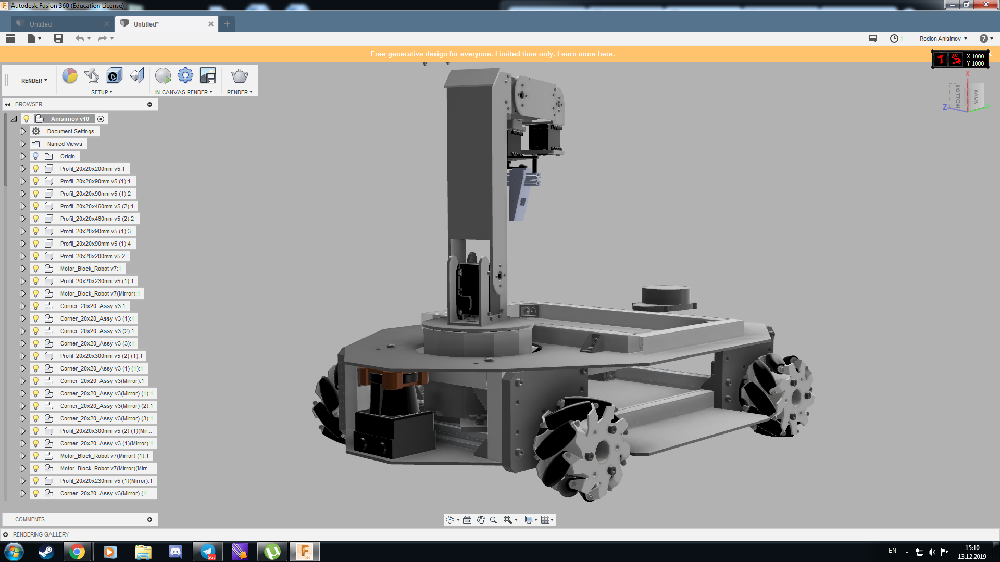 Autodesk Fusion 360 (Education License)
Untitled
Untitled*
1
Rodion Anisimov
Free generative design for everyone. Limited time only. Learn more here.
X 1000
Y 1000
RENDER
SETUP
IN-CANVAS RENDER
RENDER
X
BOTTOM
BACK
Z
Y
BROWSER
Anisimov v10
Document Settings
Named Views
Origin
Profil_20x20x200mm v5:1
Profil_20x20x90mm v5 (1):1
Profil_20x20x90mm v5 (1):2
Profil_20x20x460mm v5 (2):1
Profil_20x20x460mm v5 (2):2
Profil_20x20x90mm v5 (1):3
Profil_20x20x90mm v5 (1):4
Profil_20x20x200mm v5:2
Motor_Block_Robot v7:1
Profil_20x20x230mm v5 (1):1
Motor_Block_Robot v7(Mirror):1
Corner_20x20_Assy v3:1
Corner_20x20_Assy v3 (1):1
Corner_20x20_Assy v3 (2):1
Corner_20x20_Assy v3 (3):1
Profil_20x20x300mm v5 (2) (1):1
Corner_20x20_Assy v3 (1) (1):1
Corner_20x20_Assy v3(Mirror):1
Corner_20x20_Assy v3(Mirror) (1):1
Corner_20x20_Assy v3(Mirror) (2):1
Corner_20x20_Assy v3(Mirror) (3):1
Profil_20x20x300mm v5 (2) (1)(Mir...
Corner_20x20_Assy v3 (1)(Mirror):1
Motor_Block_Robot v7(Mirror) (1):1
Motor_Block_Robot v7(Mirror)(Mirr...
Profil_20x20x230mm v5 (1)(Mirror):1
Corner_20x20_Assy v3(Mirror) (1)...
COMMENTS
RENDERING GALLERY
565
360
EN
15:10
13.12.2019